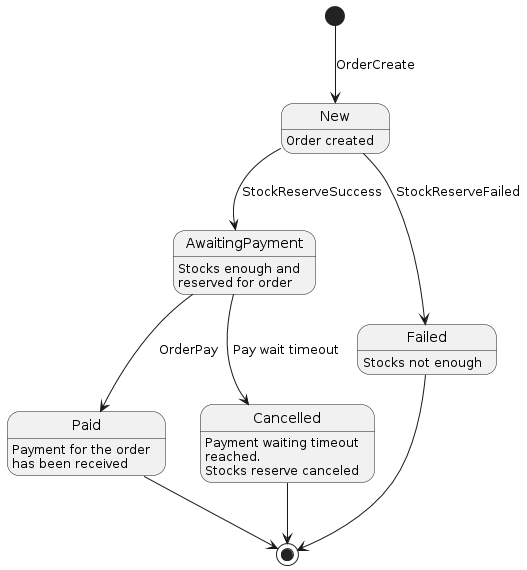 OrderCreate
New
Order created
StockReserveSuccess
StockReserveFailed
AwaitingPayment
Stocks enough and
reserved for order
Failed
Stocks not enough
OrderPay
Pay wait timeout
Paid
Payment for the order
has been received
Cancelled
Payment waiting timeout
reached.
Stocks reserve canceled